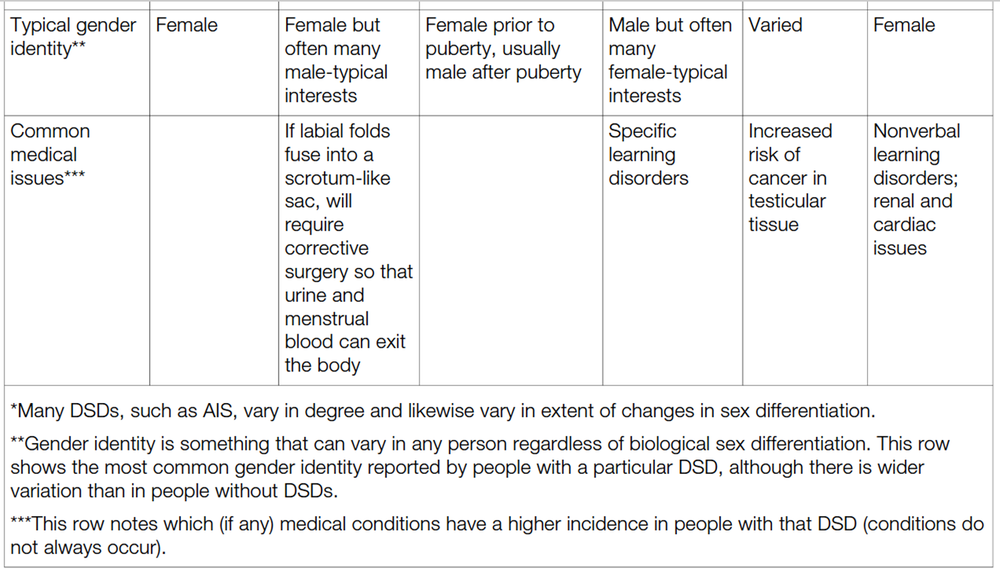 Typical gender
identity**
Female
Female but
often many
male-typical
interests
Female prior to
puberty, usually
male after puberty
Male but often
many
female-typical
interests
Varied
Female
Common
medical
issues***
If labial folds
fuse into a
scrotum-like
sac, will
require
corrective
surgery so that
urine and
menstrual
blood can exit
the body
Specific
learning
disorders
Increased
risk of
cancer in
testicular
tissue
Nonverbal
learning
disorders;
renal and
cardiac
issues
*Many DSDs, such as AIS, vary in degree and likewise vary in extent of changes in sex differentiation.
**Gender identity is something that can vary in any person regardless of biological sex differentiation. This row
shows the most common gender identity reported by people with a particular DSD, although there is wider
variation than in people without DSDs.
***This row notes which (if any) medical conditions have a higher incidence in people with that DSD (conditions do
not always occur).